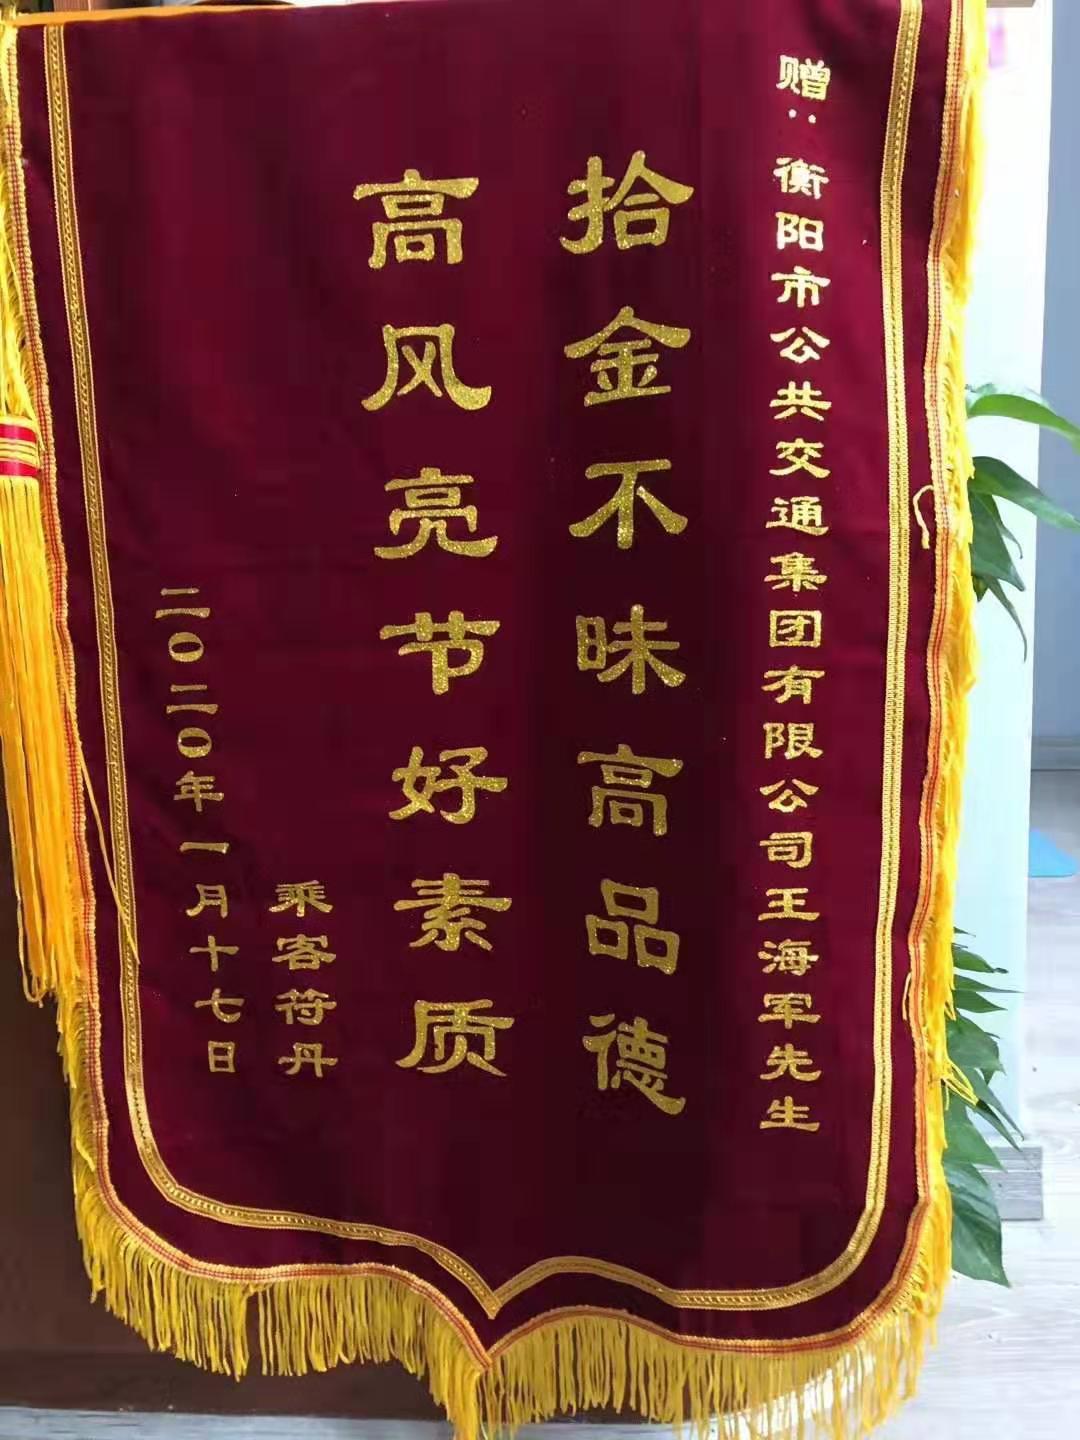 赠：衡阳市公共交通集团有限公司王海军先生
拾金不昧高品德
高风亮节好素质
乘客符丹
二〇二〇年一月十七日